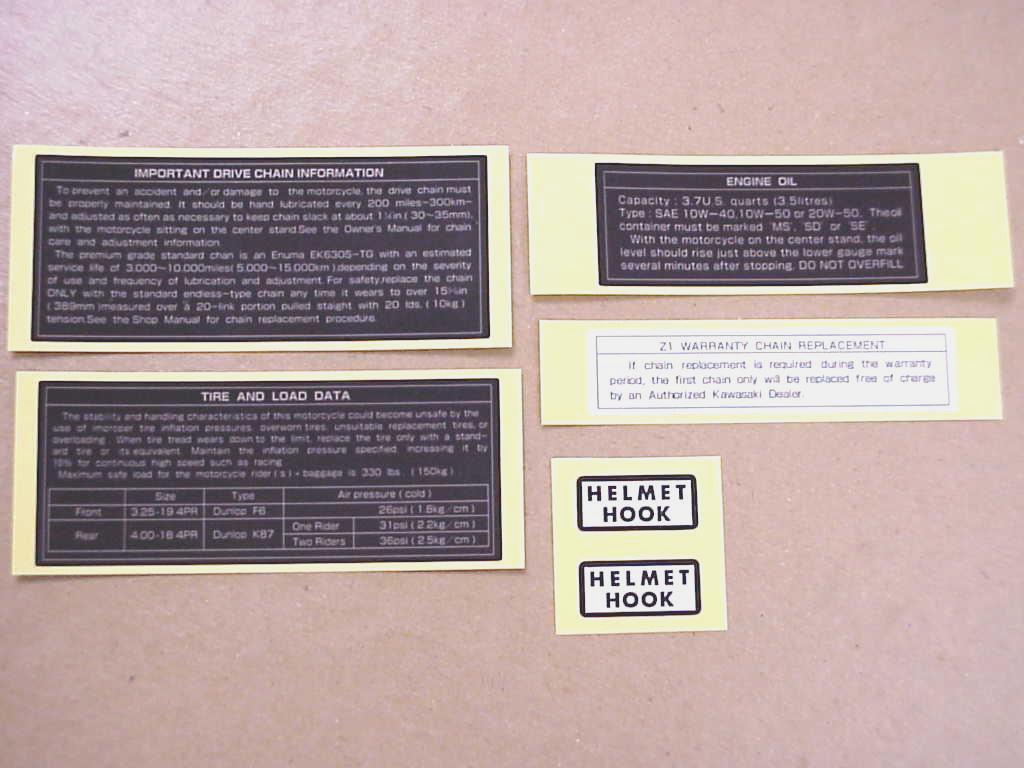 IMPORTANT DRIVE CHAIN INFORMATION
To prevent an accident and/or damage to the motorcycle, the drive chain must
be properly maintained. It should be hand lubricated every 200 miles-300km-
and adjusted as often as necessary to keep chain slack at about (30~35mm),
with the motorcycle sitting on the center stand.See the Owner's Manual for chain
care and adjustment information.
The premium grade standard chain is an Enuma EK630S-TG with an estimated
service life of 3,000~10,000miles(5,000~15,000km)depending on the severity
of use and frequency of lubrication and adjustment. For safety,replace the chain
ONLY with the standard endless-type chain any time it wears to over
(389mm)measured over a 20-link portion pulled staight with 20 lds. (10kg)
tension.See the Shop Manual for chain replacement procedure.
TIRE AND LOAD DATA
The stability and handling characteristics of this motorcycle could become unsafe by the
use of improper tire inflation pressures, overworn tires, unsuitable replacement tires, or
overloading. When tire tread wears down to the limit, replace the tire only with a stand-
ard tire or its equivalent. Maintain the inflation pressure specified, increasing it by
15% for continuous high speed such as racing.
Maximum safe load for the motorcycle rider(s)+baggage is 330 lbs. (150kg).
Size Type Air pressure (cold)
Front 3.25-19 4PR Dunlop F6 26psi (1.8kg/cm)
Rear 4.00-18 4PR Dunlop K87 One Rider 31psi (2.2kg/cm)
Two Riders 36psi (2.5kg/cm)
ENGINE OIL
Capacity : 3.7U.S. quarts (3.5litres)
Type : SAE 10W-40,10W-50 or 20W-50. The oil
container must be marked 'MS', 'SD' or 'SE'.
With the motorcycle on the center stand, the oil
level should rise just above the lower gauge mark
several minutes after stopping. DO NOT OVERFILL
Z1 WARRANTY CHAIN REPLACEMENT
If chain replacement is required during the warranty
period, the first chain only will be replaced free of charge
by an Authorized Kawasaki Dealer.
HELMET
HOOK
HELMET
HOOK